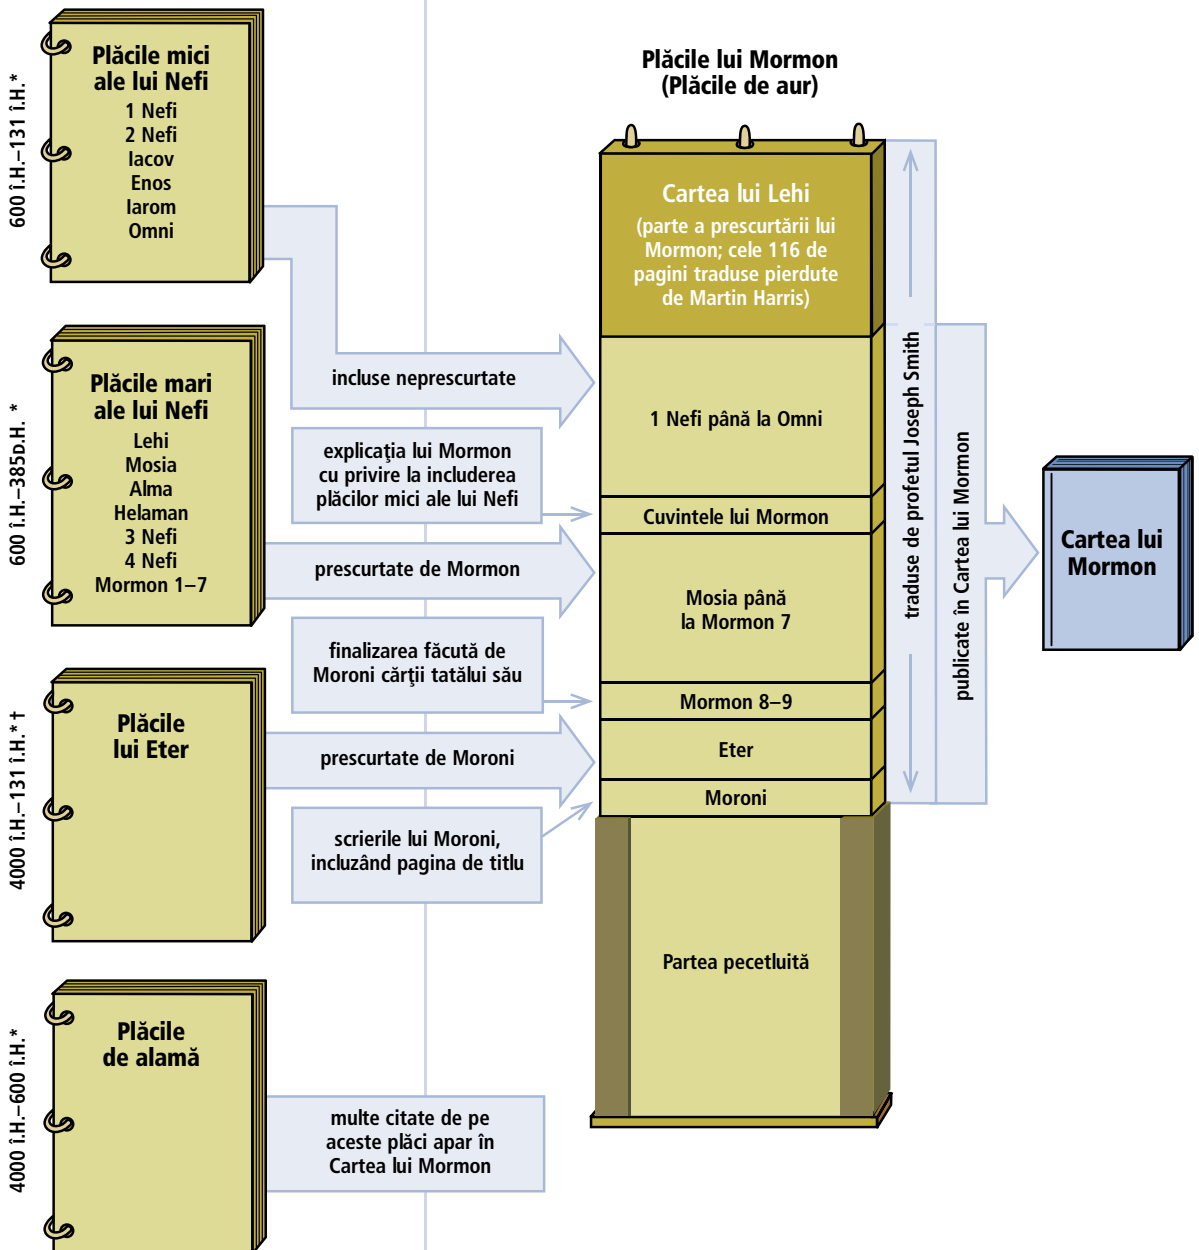 600 î.H.–131 î.H.*
Plăcile mici
ale lui Nefi
1 Nefi
2 Nefi
Iacov
Enos
Iarom
Omni
600 î.H.–385D.H. *
Plăcile mari
ale lui Nefi
Lehi
Mosia
Alma
Helaman
3 Nefi
4 Nefi
Mormon 1–7
4000 î.H.–131 î.H.* †
Plăcile
lui Eter
4000 î.H.–600 î.H.*
Plăcile
de alamă
incluse neprescurtate
explicaţia lui Mormon
cu privire la includerea
plăcilor mici ale lui Nefi
prescurtate de Mormon
finalizarea făcută de
Moroni cărţii tatălui său
prescurtate de Moroni
scrierile lui Moroni,
incluzând pagina de titlu
multe citate de pe
aceste plăci apar în
Cartea lui Mormon
Plăcile lui Mormon
(Plăcile de aur)
Cartea lui Lehi
(parte a prescurtării lui
Mormon; cele 116 de
pagini traduse pierdute
de Martin Harris)
1 Nefi până la Omni
Cuvintele lui Mormon
Mosia până
la Mormon 7
Mormon 8–9
Eter
Moroni
Partea pecetluită
traduse de profetul Joseph Smith
publicate în Cartea lui Mormon
Cartea lui
Mormon